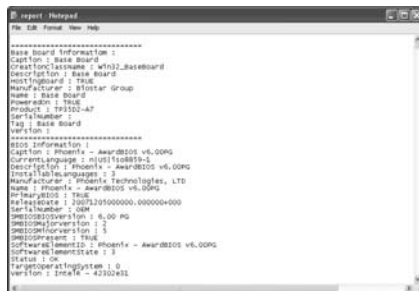 report - Notepad
File Edit Format View Help
==============================
Base Board information :
Caption : Base Board
CreationClassName : Win32_BaseBoard
Description : Base Board
HostingBoard : TRUE
Manufacturer : Biostar Group
Name : Base Board
PoweredOn : TRUE
Product : TP35D2-A7
SerialNumber :
Tag : Base Board
Version :
==============================
BIOS Information :
Caption : Phoenix - AwardBIOS v6.00PG
CurrentLanguage : n|US|iso8859-1
Description : Phoenix - AwardBIOS v6.00PG
InstallableLanguages : 3
Manufacturer : Phoenix Technologies, LTD
Name : Phoenix - AwardBIOS v6.00PG
PrimaryBIOS : TRUE
ReleaseDate : 20071205000000.000000+000
SerialNumber : OEM
SMBIOSBIOSVersion : 6.00 PG
SMBIOSMajorVersion : 2
SMBIOSMinorVersion : 5
SMBIOSPresent : TRUE
SoftwareElementID : Phoenix - AwardBIOS v6.00PG
SoftwareElementState : 3
Status : OK
TargetOperatingSystem : 0
Version : IntelR - 42302e31